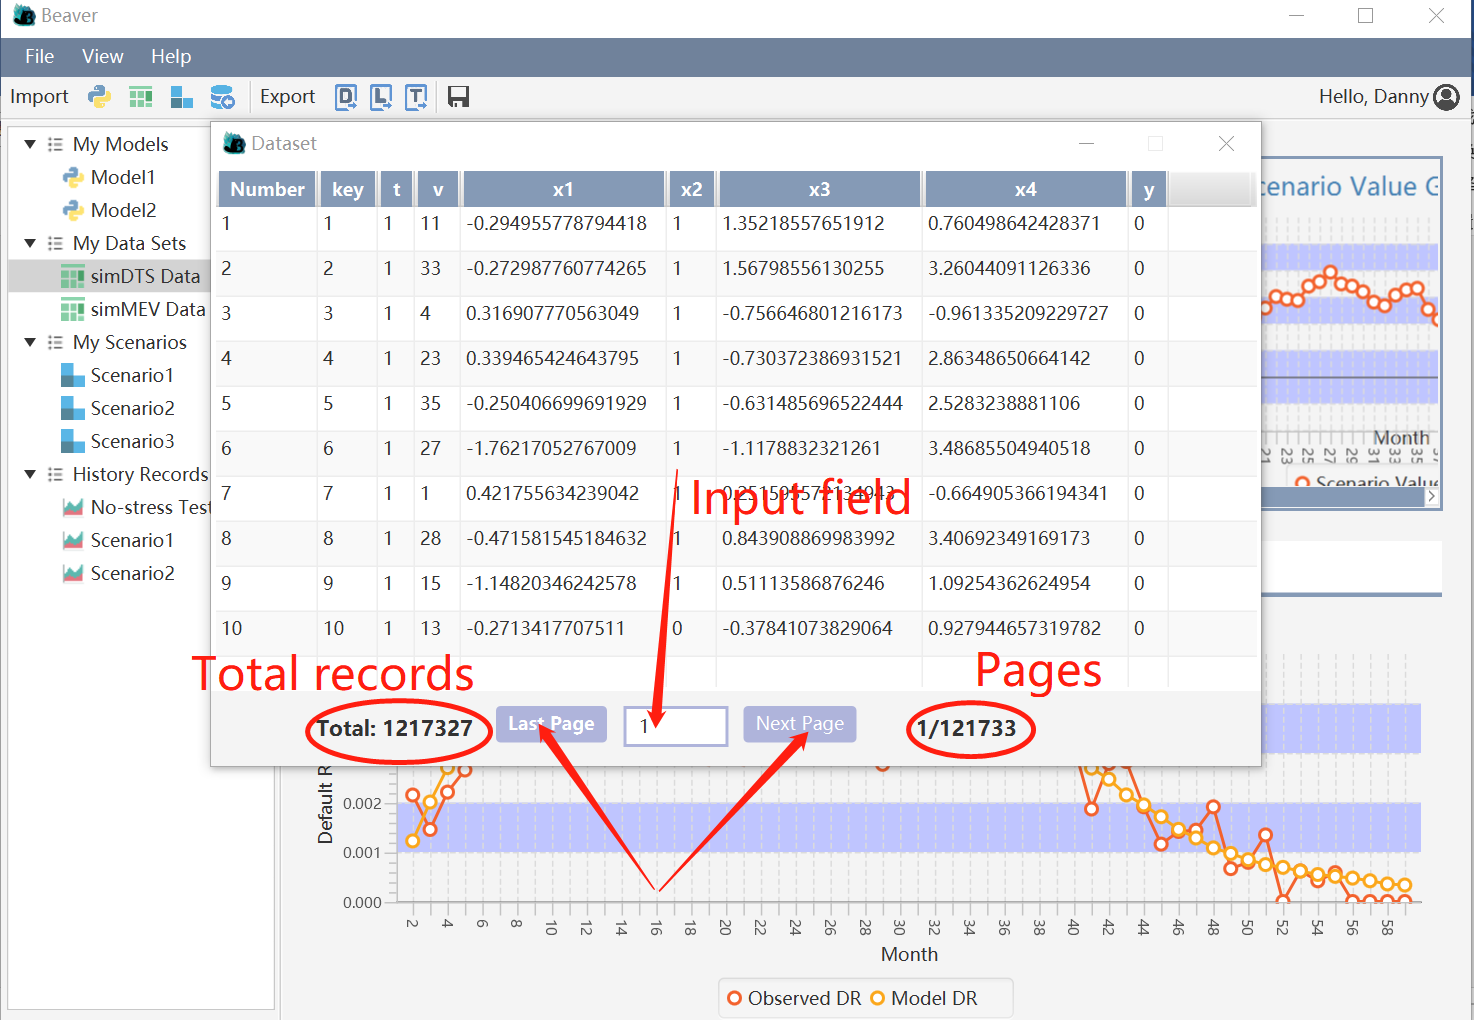 Beaver
File View Help
Import Export D L T Hello, Danny
My Models
Model1
Model2
My Data Sets
simDTS Data
simMEV Data
My Scenarios
Scenario1
Scenario2
Scenario3
History Records
No-stress Test
Scenario1
Scenario2
Dataset
Number key t v x1 x2 x3 x4 y
1 1 1 11 -0.294955778794418 1 1.35218557651912 0.760498642428371 0
2 2 1 33 -0.272987760774265 1 1.56798556130255 3.26044091126336 0
3 3 1 4 0.316907770563049 1 -0.756646801216173 -0.961335209229727 0
4 4 1 23 0.339465424643795 1 -0.730372386931521 2.86348650664142 0
5 5 1 35 -0.250406699691929 1 -0.631485696522444 2.5283238881106 0
6 6 1 27 -1.76217052767009 1 -1.1178832321261 3.48685504940518 0
7 7 1 1 0.421755634239042 1 -0.664905366194341 0
Input field
8 8 1 28 -0.471581545184632 1 0.843908869983992 3.40692349169173 0
9 9 1 15 -1.14820346242578 1 0.51113586876246 1.09254362624954 0
10 10 1 13 -0.2713417707511 0 -0.37841073829064 0.927944657319782 0
Total records
Pages
Total: 1217327 Last Page 1 Next Page 1/121733
cenario Value G
Month
21 23 25 27 29 31 33 35
Scenario Value
Default R
0.002
0.001
0.000
2 4 6 8 10 12 14 16 18 20 22 24 26 28 30 32 34 36 38 40 42 44 46 48 50 52 54 56 58
Month
Observed DR Model DR